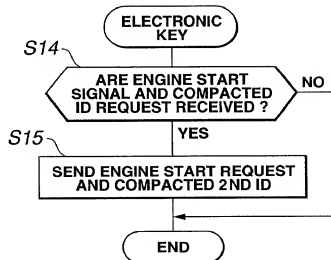 ELECTRONIC
KEY
S14
ARE ENGINE START
SIGNAL AND COMPACTED
ID REQUEST RECEIVED ?
NO
YES
S15
SEND ENGINE START REQUEST
AND COMPACTED 2ND ID
END